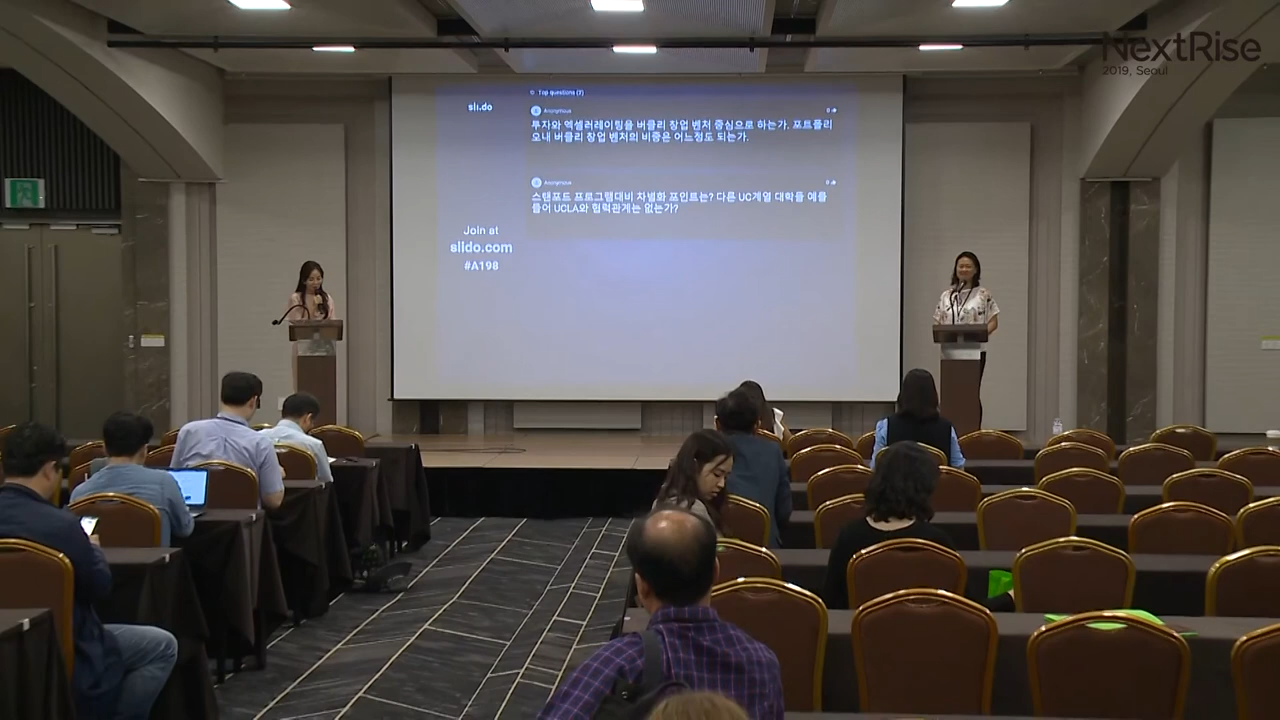 NextRise
2019, Seoul
Top questions (2)
sli.do
Anonymous
0
투자와 엑셀러레이팅을 버클리 창업 벤처 중심으로 하는가. 포트폴리
오내 버클리 창업 벤처의 비중은 어느정도 되는가.
Anonymous
0
스탠포드 프로그램대비 차별화 포인트는? 다른 UC계열 대학들 예를
들어 UCLA와 협력관계는 없는가?
Join at
slido.com
#A198